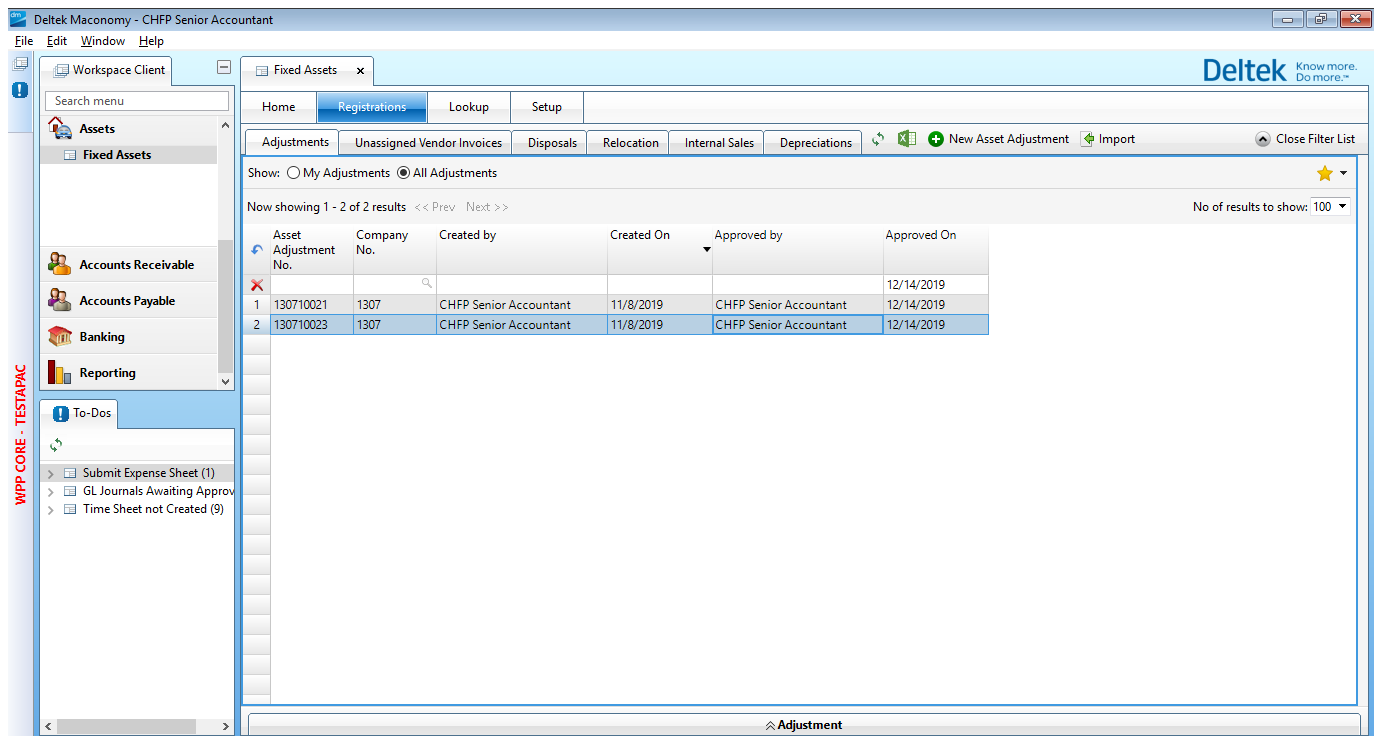 Deltek Maconomy - CHFP Senior Accountant
File Edit Window Help
Workspace Client
Fixed Assets
Deltek Know more. Do more.™
Search menu
Home Registrations Lookup Setup
Assets
Fixed Assets
Adjustments Unassigned Vendor Invoices Disposals Relocation Internal Sales Depreciations New Asset Adjustment Import Close Filter List
Show: My Adjustments All Adjustments
Now showing 1 - 2 of 2 results << Prev Next >> No of results to show: 100
Asset Adjustment No. Company No. Created by Created On Approved by Approved On
12/14/2019
1 130710021 1307 CHFP Senior Accountant 11/8/2019 CHFP Senior Accountant 12/14/2019
2 130710023 1307 CHFP Senior Accountant 11/8/2019 CHFP Senior Accountant 12/14/2019
Accounts Receivable
Accounts Payable
Banking
Reporting
WPP CORE - TESTAPAC
To-Dos
Submit Expense Sheet (1)
GL Journals Awaiting Approv
Time Sheet not Created (9)
Adjustment